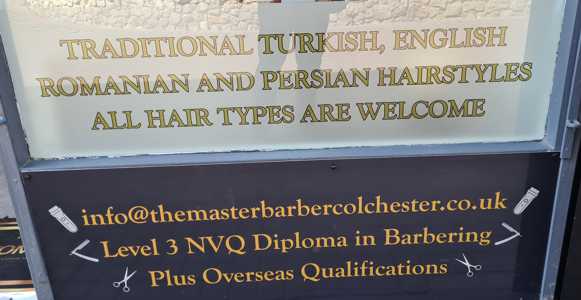 TRADITIONAL TURKISH, ENGLISH
ROMANIAN AND PERSIAN HAIRSTYLES
ALL HAIR TYPES ARE WELCOME
info@themasterbarbercolchester.co.uk
Level 3 NVQ Diploma in Barbering
Plus Overseas Qualifications